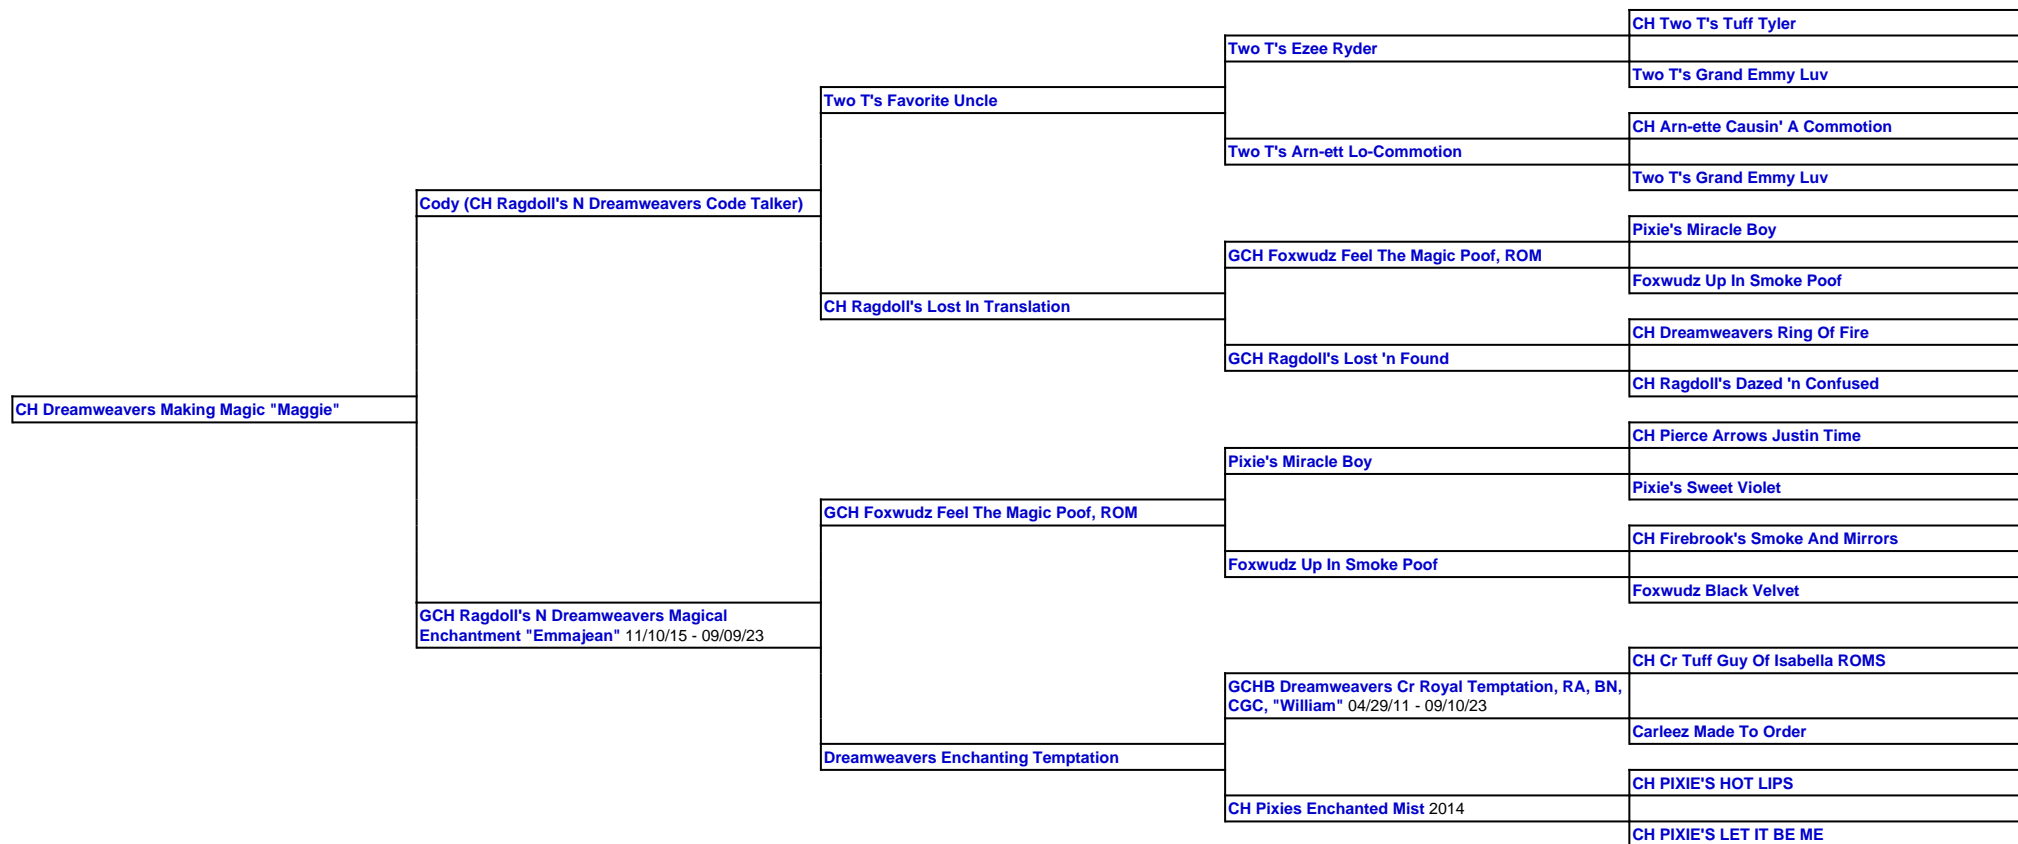 CH Two T's Tuff Tyler
Two T's Ezee Ryder
Two T's Grand Emmy Luv
Two T's Favorite Uncle
CH Arn-ette Causin' A Commotion
Two T's Arn-ett Lo-Commotion
Two T's Grand Emmy Luv
Cody (CH Ragdoll's N Dreamweavers Code Talker)
Pixie's Miracle Boy
GCH Foxwudz Feel The Magic Poof, ROM
Foxwudz Up In Smoke Poof
CH Ragdoll's Lost In Translation
CH Dreamweavers Ring Of Fire
GCH Ragdoll's Lost 'n Found
CH Ragdoll's Dazed 'n Confused
CH Dreamweavers Making Magic "Maggie"
CH Pierce Arrows Justin Time
Pixie's Miracle Boy
Pixie's Sweet Violet
GCH Foxwudz Feel The Magic Poof, ROM
CH Firebrook's Smoke And Mirrors
Foxwudz Up In Smoke Poof
Foxwudz Black Velvet
GCH Ragdoll's N Dreamweavers Magical
Enchantment "Emmajean" 11/10/15 - 09/09/23
CH Cr Tuff Guy Of Isabella ROMS
GCHB Dreamweavers Cr Royal Temptation, RA, BN,
CGC, "William" 04/29/11 - 09/10/23
Carleez Made To Order
Dreamweavers Enchanting Temptation
CH PIXIE'S HOT LIPS
CH Pixies Enchanted Mist 2014
CH PIXIE'S LET IT BE ME